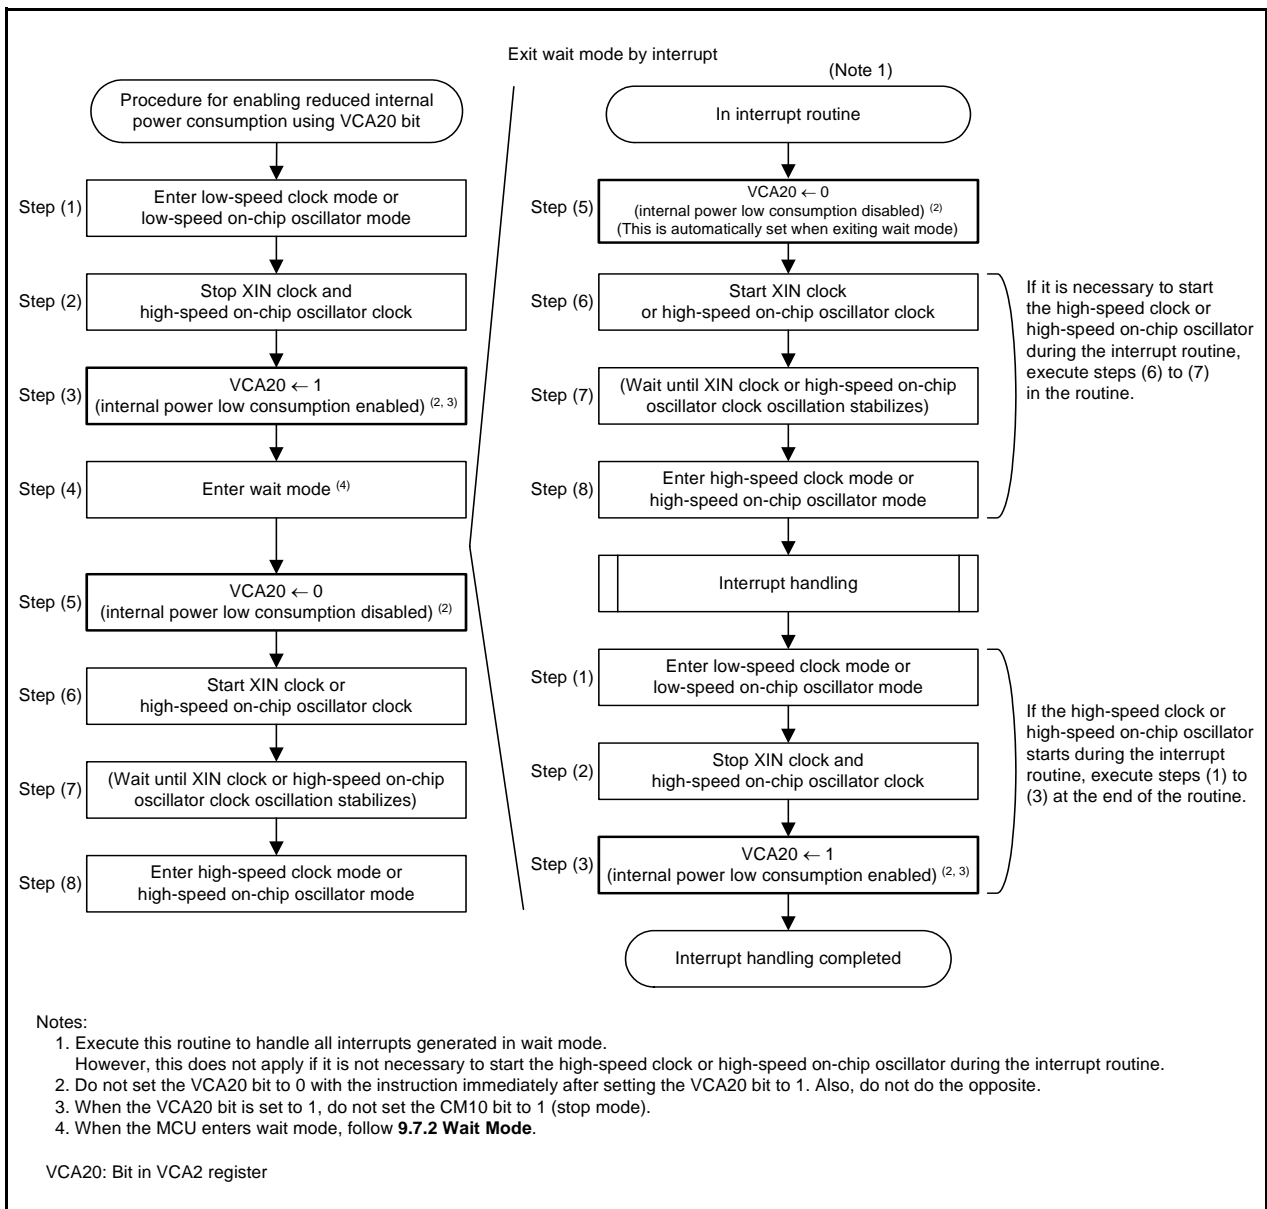 Exit wait mode by interrupt
(Note 1)
Procedure for enabling reduced internal
power consumption using VCA20 bit
Step (1)
Enter low-speed clock mode or
low-speed on-chip oscillator mode
Step (2)
Stop XIN clock and
high-speed on-chip oscillator clock
Step (3)
VCA20 ← 1
(internal power low consumption enabled) (2, 3)
Step (4)
Enter wait mode (4)
Step (5)
VCA20 ← 0
(internal power low consumption disabled) (2)
Step (6)
Start XIN clock or
high-speed on-chip oscillator clock
Step (7)
(Wait until XIN clock or high-speed on-chip
oscillator clock oscillation stabilizes)
Step (8)
Enter high-speed clock mode or
high-speed on-chip oscillator mode
In interrupt routine
Step (5)
VCA20 ← 0
(internal power low consumption disabled) (2)
(This is automatically set when exiting wait mode)
Step (6)
Start XIN clock
or high-speed on-chip oscillator clock
Step (7)
(Wait until XIN clock or high-speed on-chip
oscillator clock oscillation stabilizes)
Step (8)
Enter high-speed clock mode or
high-speed on-chip oscillator mode
If it is necessary to start
the high-speed clock or
high-speed on-chip oscillator
during the interrupt routine,
execute steps (6) to (7)
in the routine.
Interrupt handling
Step (1)
Enter low-speed clock mode or
low-speed on-chip oscillator mode
Step (2)
Stop XIN clock and
high-speed on-chip oscillator clock
Step (3)
VCA20 ← 1
(internal power low consumption enabled) (2, 3)
If the high-speed clock or
high-speed on-chip oscillator
starts during the interrupt
routine, execute steps (1) to
(3) at the end of the routine.
Interrupt handling completed
Notes:
1. Execute this routine to handle all interrupts generated in wait mode.
However, this does not apply if it is not necessary to start the high-speed clock or high-speed on-chip oscillator during the interrupt routine.
2. Do not set the VCA20 bit to 0 with the instruction immediately after setting the VCA20 bit to 1. Also, do not do the opposite.
3. When the VCA20 bit is set to 1, do not set the CM10 bit to 1 (stop mode).
4. When the MCU enters wait mode, follow 9.7.2 Wait Mode.
VCA20: Bit in VCA2 register